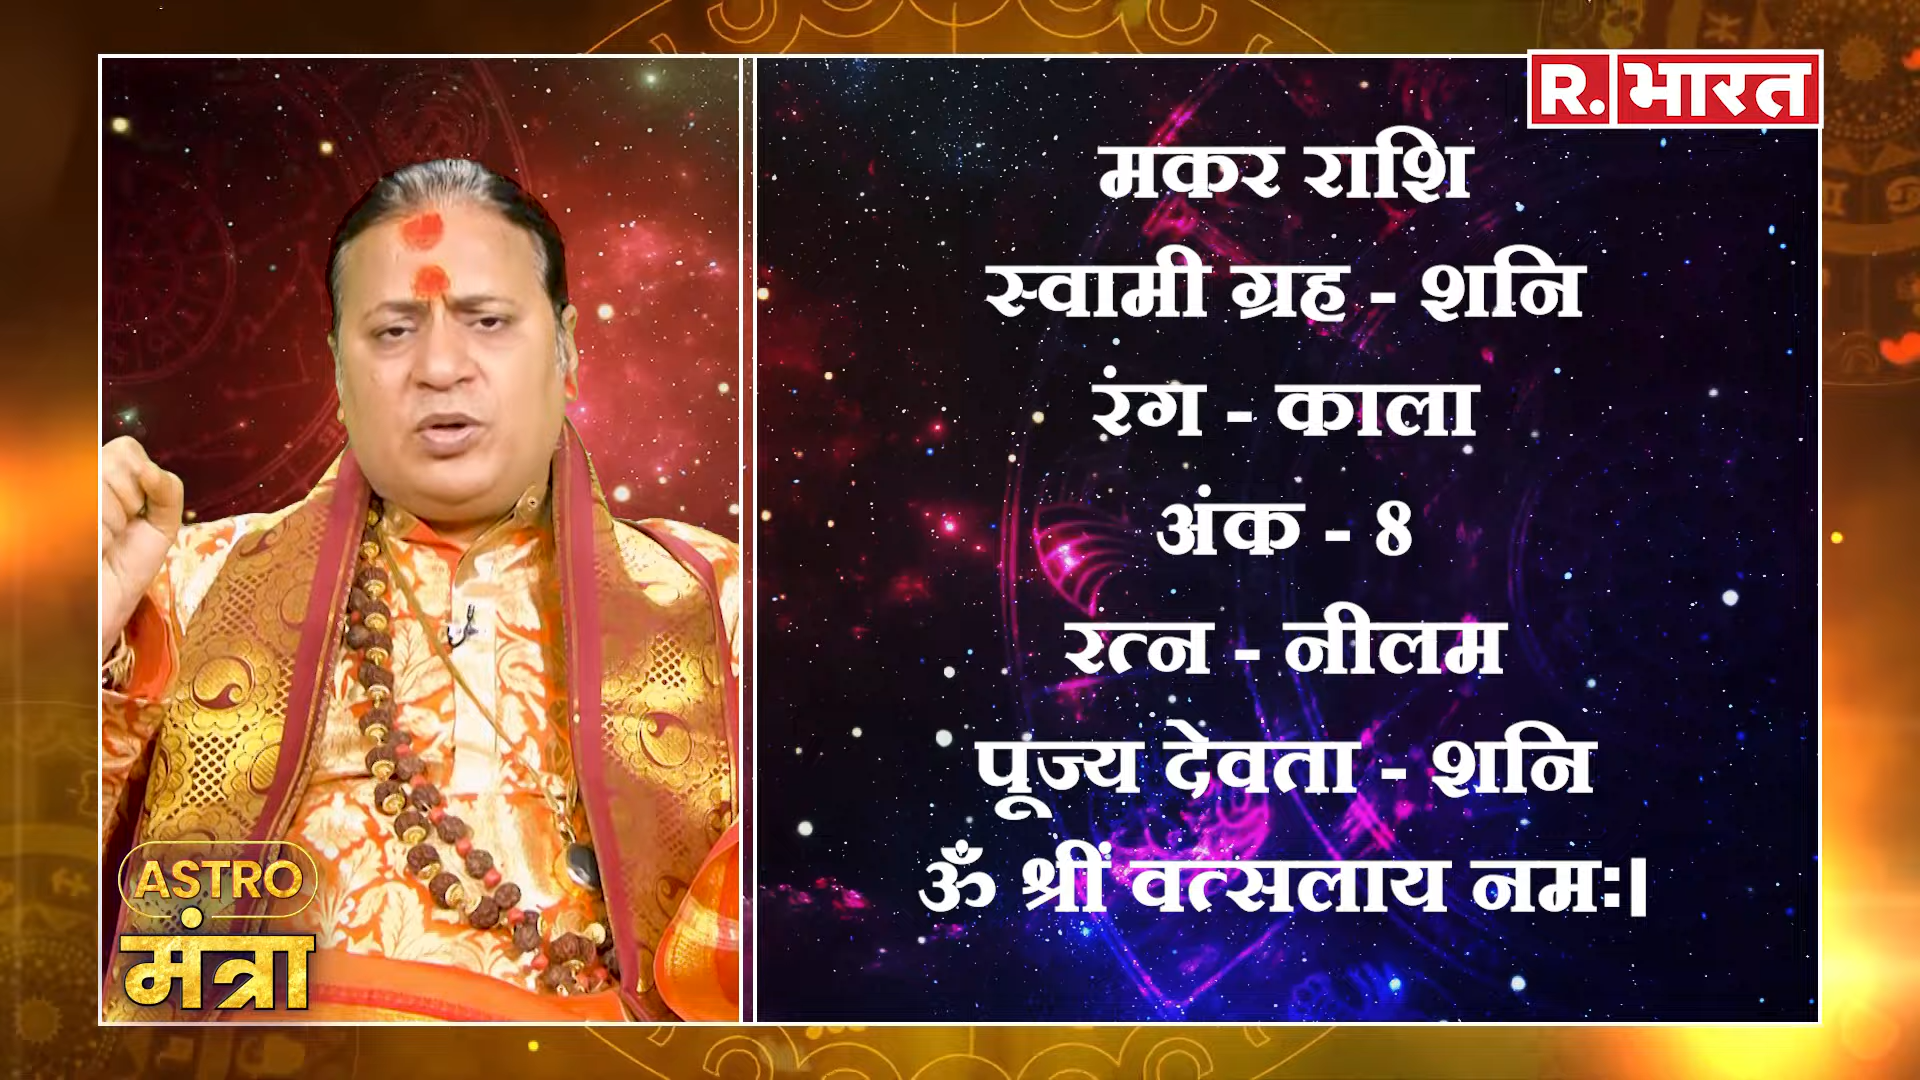 R. भारत
मकर राशि
स्वामी ग्रह - शनि
रंग - काला
अंक - 8
रत्न - नीलम
पूज्य देवता - शनि
ॐ श्रीं वत्सलाय नमः।
ASTRO
मंत्रा